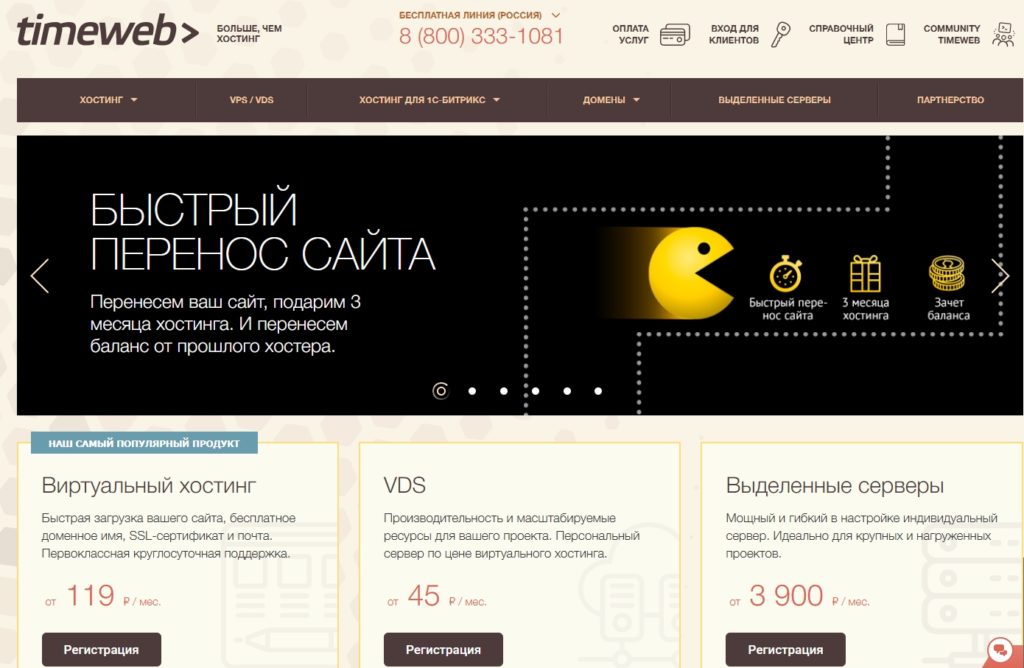 timeweb>
БОЛЬШЕ, ЧЕМ
ХОСТИНГ
БЕСПЛАТНАЯ ЛИНИЯ (РОССИЯ)
8 (800) 333-1081
ОПЛАТА
УСЛУГ
ВХОД ДЛЯ
КЛИЕНТОВ
СПРАВОЧНЫЙ
ЦЕНТР
COMMUNITY
TIMEWEB
ХОСТИНГ
VPS / VDS
ХОСТИНГ ДЛЯ 1С-БИТРИКС
ДОМЕНЫ
ВЫДЕЛЕННЫЕ СЕРВЕРЫ
ПАРТНЕРСТВО
БЫСТРЫЙ
ПЕРЕНОС САЙТА
Перенесем ваш сайт, подарим 3
месяца хостинга. И перенесем
баланс от прошлого хостера.
Быстрый пере-
нос сайта
3 месяца
хостинга
Зачет
баланса
НАШ САМЫЙ ПОПУЛЯРНЫЙ ПРОДУКТ
Виртуальный хостинг
Быстрая загрузка вашего сайта, бесплатное
доменное имя, SSL-сертификат и почта.
Первоклассная круглосуточная поддержка.
от 119 ₽ / мес.
Регистрация
VDS
Производительность и масштабируемые
ресурсы для вашего проекта. Персональный
сервер по цене виртуального хостинга.
от 45 ₽ / мес.
Регистрация
Выделенные серверы
Мощный и гибкий в настройке индивидуальный
сервер. Идеально для крупных и нагруженных
проектов.
от 3 900 ₽ / мес.
Регистрация